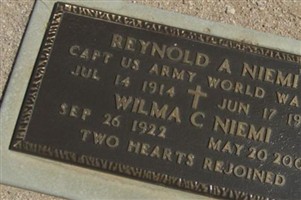 REYNOLD A NIEMI
CAPT US ARMY WORLD WA
JUL 14 1914 JUN 17 19
WILMA C NIEMI
SEP 26 1922 MAY 20 200
TWO HEARTS REJOINED